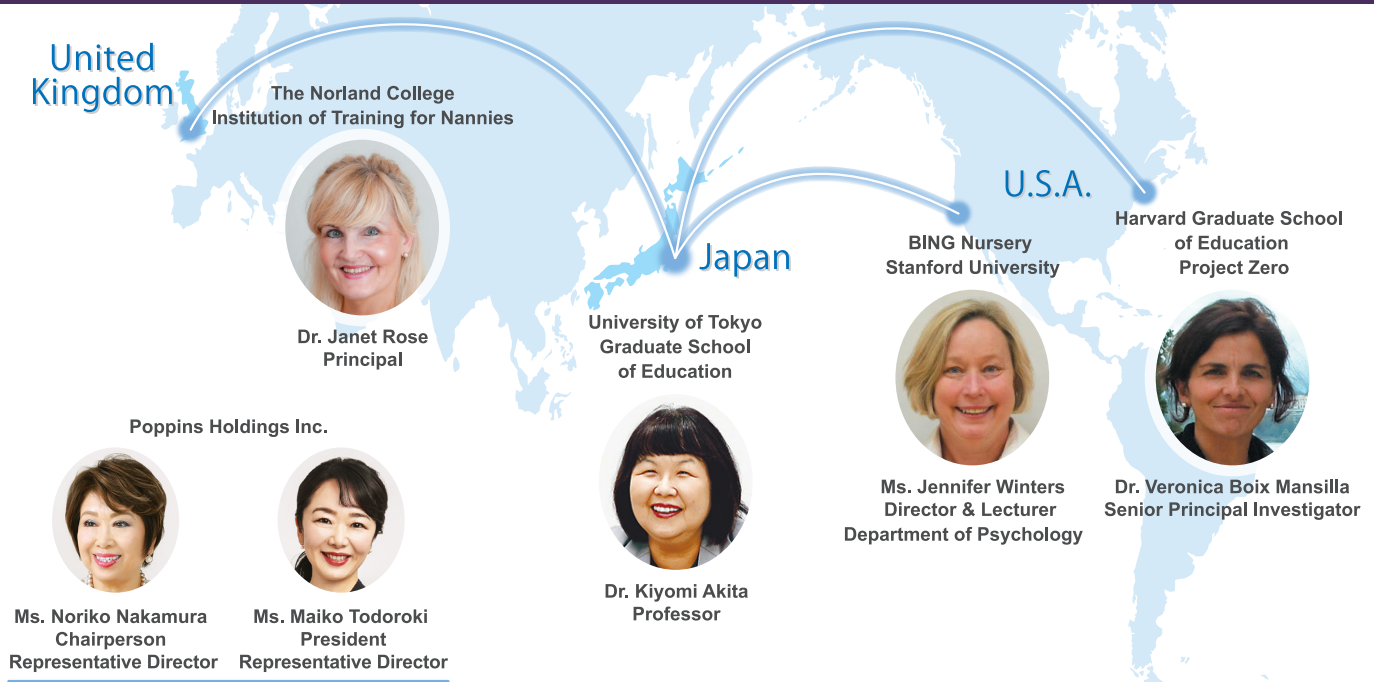 United
Kingdom
The Norland College
Institution of Training for Nannies
Dr. Janet Rose
Principal
Japan
University of Tokyo
Graduate School
of Education
Dr. Kiyomi Akita
Professor
U.S.A.
BING Nursery
Stanford University
Ms. Jennifer Winters
Director & Lecturer
Department of Psychology
Harvard Graduate School
of Education
Project Zero
Dr. Veronica Boix Mansilla
Senior Principal Investigator
Poppins Holdings Inc.
Ms. Noriko Nakamura
Chairperson
Representative Director
Ms. Maiko Todoroki
President
Representative Director